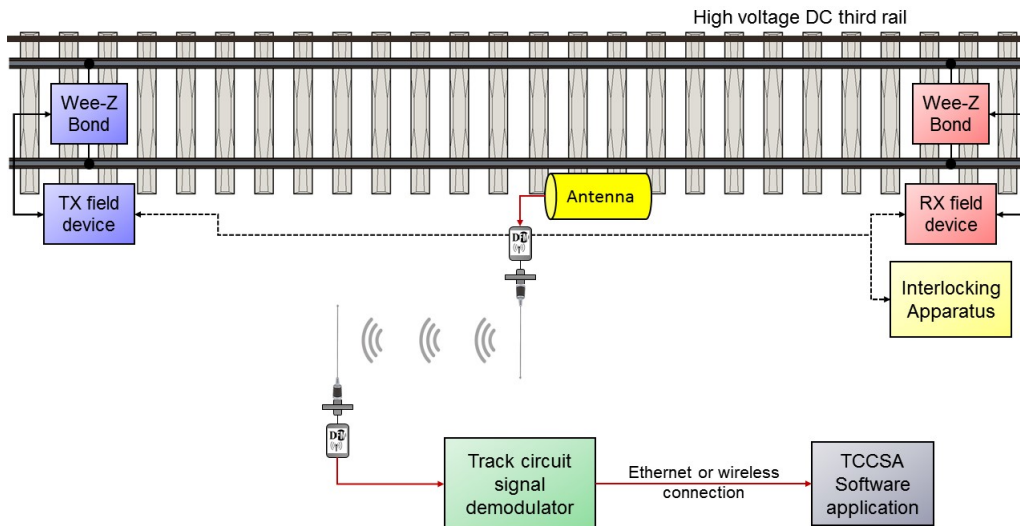 High voltage DC third rail
Wee-Z
Bond
Wee-Z
Bond
TX field
device
Antenna
RX field
device
Interlocking
Apparatus
Track circuit
signal
demodulator
Ethernet or wireless
connection
TCCSA
Software
application